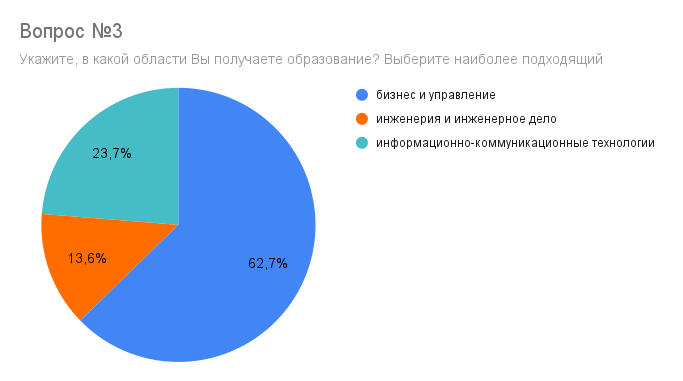 Вопрос №3
Укажите, в какой области Вы получаете образование? Выберите наиболее подходящий
бизнес и управление
инженерия и инженерное дело
информационно-коммуникационные технологии
23,7%
13,6%
62,7%